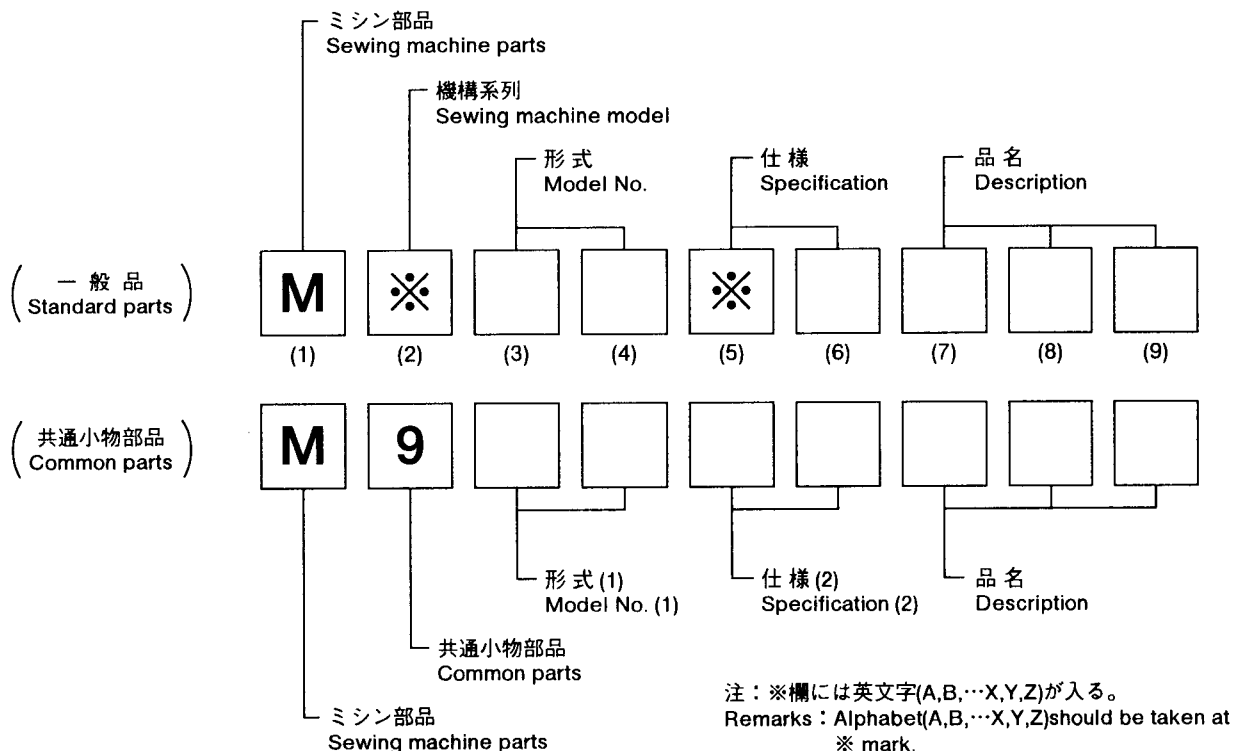 ミシン部品
Sewing machine parts
機構系列
Sewing machine model
形式
Model No.
仕様
Specification
品名
Description
(一般品
Standard parts)
M ※ ※
(1) (2) (3) (4) (5) (6) (7) (8) (9)
(共通小物部品
Common parts)
M 9
形式(1)
Model No. (1)
仕様(2)
Specification (2)
品名
Description
共通小物部品
Common parts
ミシン部品
Sewing machine parts
注：※欄には英文字(A,B,…X,Y,Z)が入る。
Remarks : Alphabet(A,B,…X,Y,Z)should be taken at
※ mark.